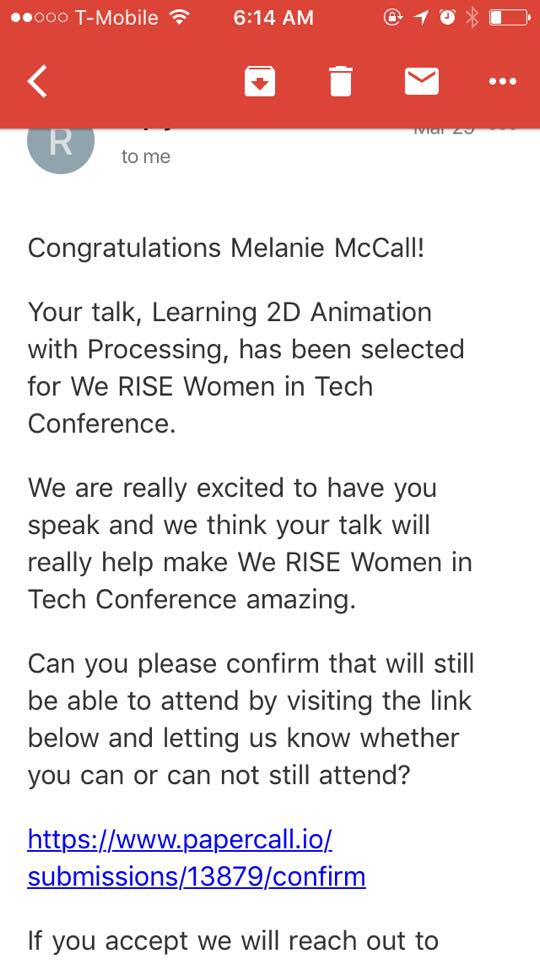 T-Mobile 6:14 AM
R
to me
Congratulations Melanie McCall!
Your talk, Learning 2D Animation
with Processing, has been selected
for We RISE Women in Tech
Conference.
We are really excited to have you
speak and we think your talk will
really help make We RISE Women in
Tech Conference amazing.
Can you please confirm that will still
be able to attend by visiting the link
below and letting us know whether
you can or can not still attend?
https://www.papercall.io/
submissions/13879/confirm
If you accept we will reach out to